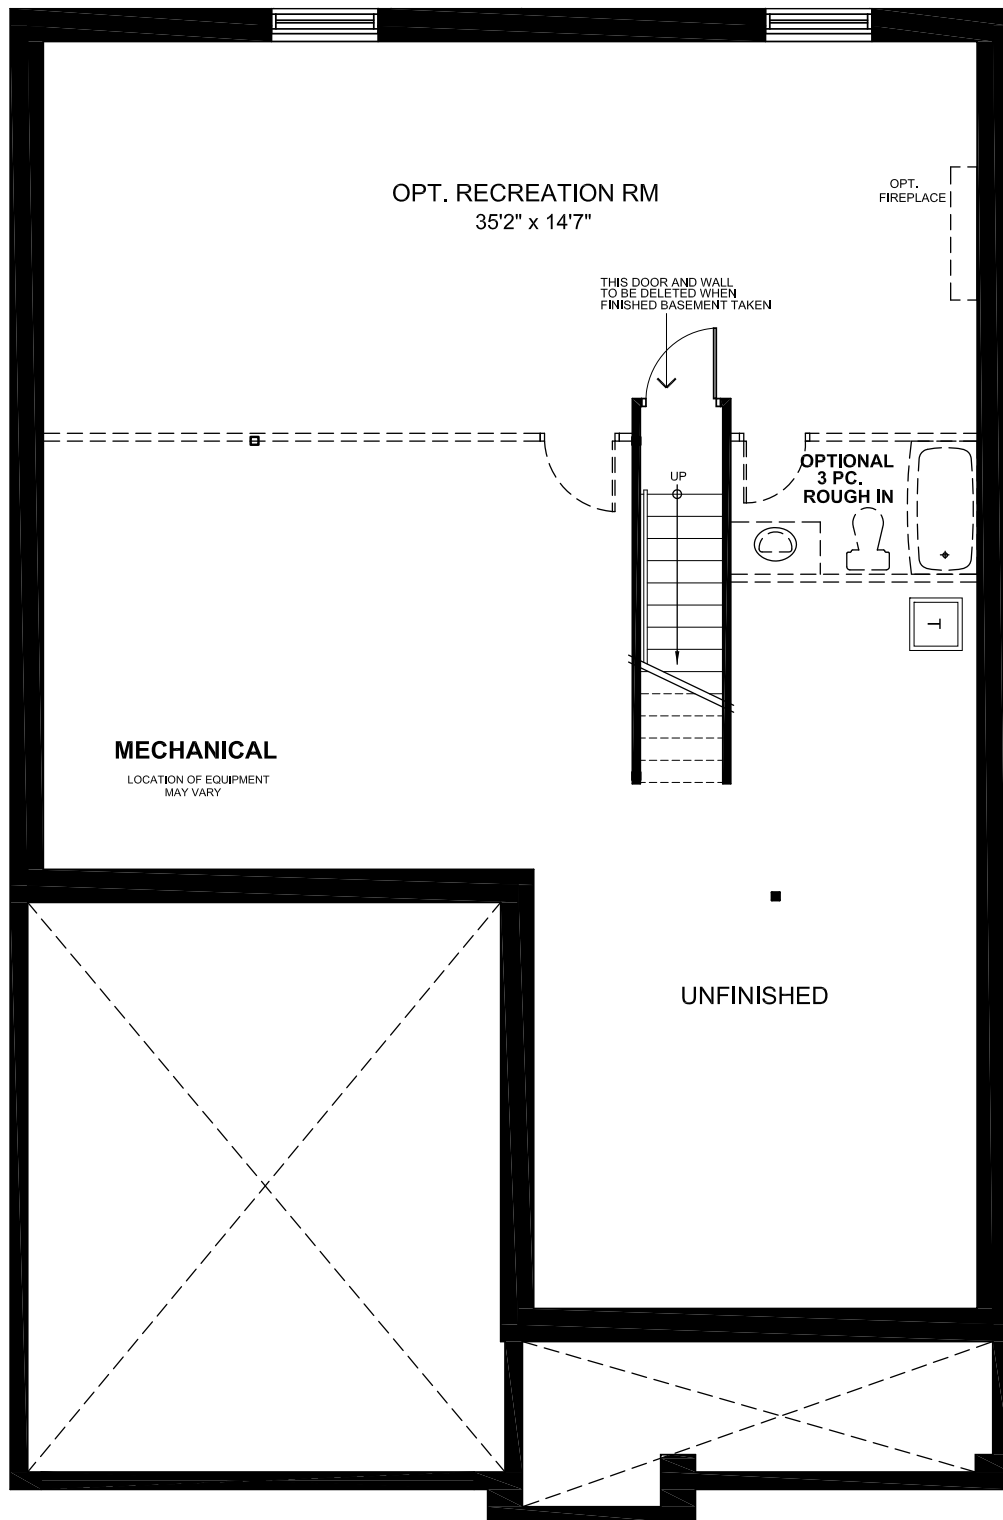 OPT. RECREATION RM
35'2" x 14'7"
OPT.
FIREPLACE
THIS DOOR AND WALL
TO BE DELETED WHEN
FINISHED BASEMENT TAKEN
UP
OPTIONAL
3 PC.
ROUGH IN
T
MECHANICAL
LOCATION OF EQUIPMENT
MAY VARY
UNFINISHED